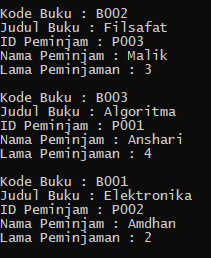 Kode Buku : B002
Judul Buku : Filsafat
ID Peminjam : P003
Nama Peminjam : Malik
Lama Peminjaman : 3
Kode Buku : B003
Judul Buku : Algoritma
ID Peminjam : P001
Nama Peminjam : Anshari
Lama Peminjaman : 4
Kode Buku : B001
Judul Buku : Elektronika
ID Peminjam : P002
Nama Peminjam : Amdhan
Lama Peminjaman : 2